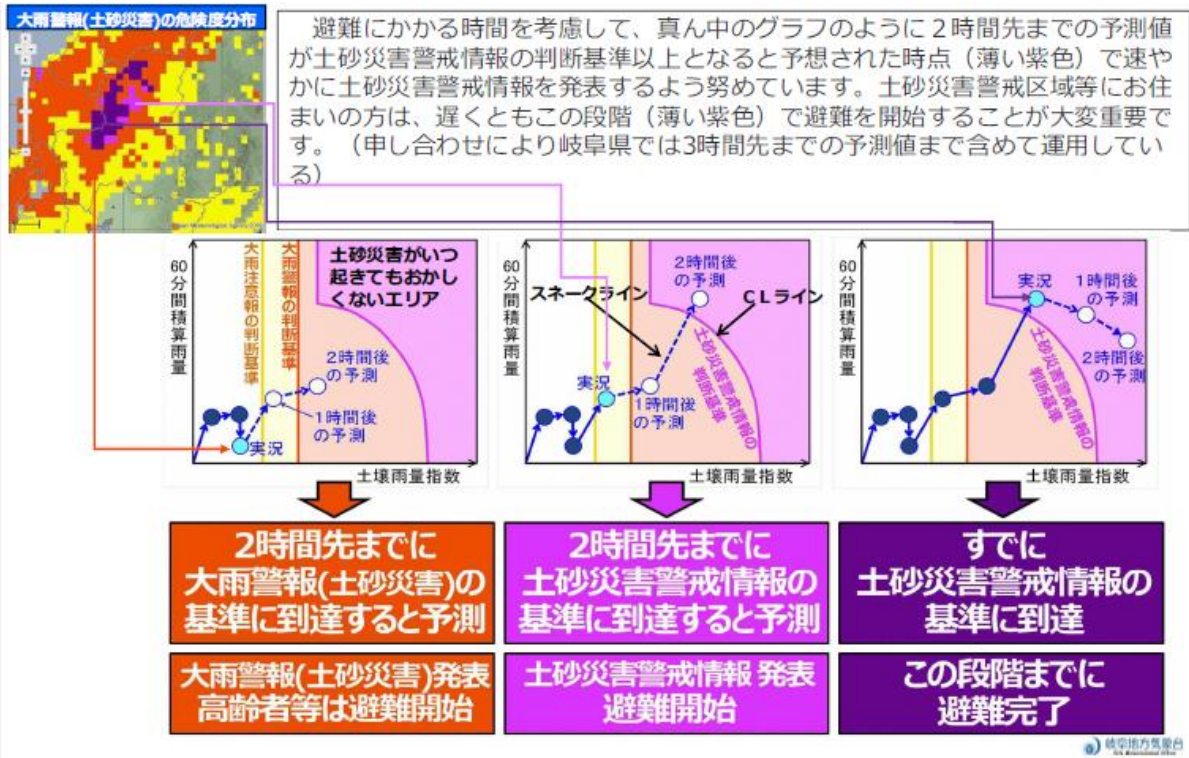 大雨警報(土砂災害)の危険度分布
避難にかかる時間を考慮して、真ん中のグラフのように２時間先までの予測値
が土砂災害警戒情報の判断基準以上となると予想された時点（薄い紫色）で速や
かに土砂災害警戒情報を発表するよう努めています。土砂災害警戒区域等にお住
まいの方は、遅くともこの段階（薄い紫色）で避難を開始することが大変重要で
す。（申し合わせにより岐阜県では3時間先までの予測値まで含めて運用してい
る）
60分間積算雨量
大雨注意報の判断基準
大雨警報の判断基準
土砂災害がいつ
起きてもおかし
くないエリア
2時間後
の予測
1時間後
の予測
実況
土壌雨量指数
60分間積算雨量
2時間後
の予測
スネークライン
ＣＬライン
実況
1時間後
の予測
土砂災害警戒情報の
判断基準
土壌雨量指数
60分間積算雨量
実況
1時間後
の予測
2時間後
の予測
土砂災害警戒情報の
判断基準
土壌雨量指数
2時間先までに
大雨警報(土砂災害)の
基準に到達すると予測
2時間先までに
土砂災害警戒情報の
基準に到達すると予測
すでに
土砂災害警戒情報の
基準に到達
大雨警報(土砂災害)発表
高齢者等は避難開始
土砂災害警戒情報 発表
避難開始
この段階までに
避難完了
岐阜地方気象台